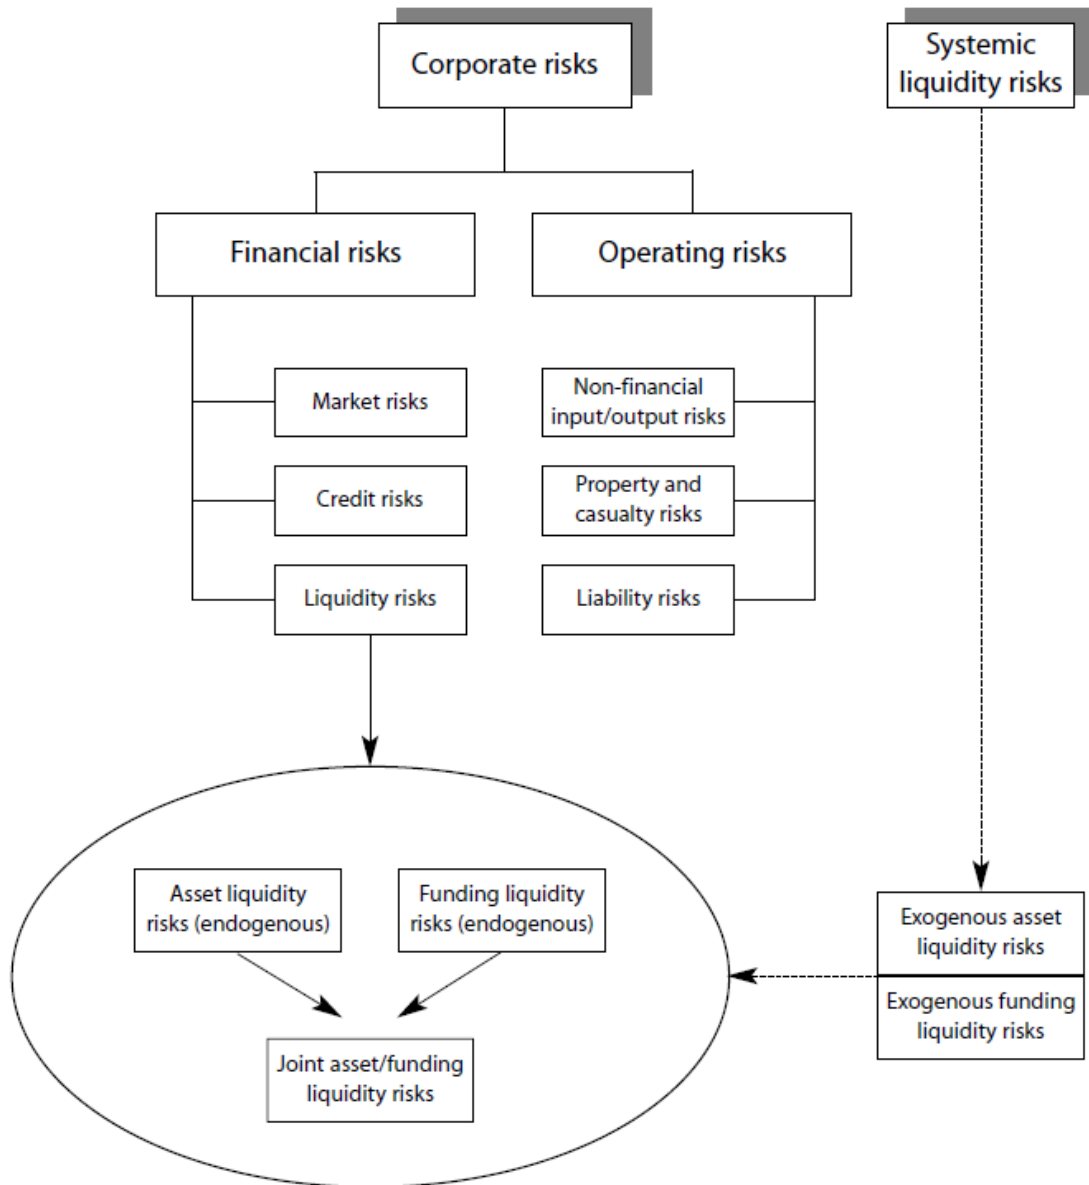 Corporate risks
Systemic
liquidity risks
Financial risks
Operating risks
Market risks
Non-financial
input/output risks
Credit risks
Property and
casualty risks
Liquidity risks
Liability risks
Asset liquidity
risks (endogenous)
Funding liquidity
risks (endogenous)
Exogenous asset
liquidity risks
Exogenous funding
liquidity risks
Joint asset/funding
liquidity risks